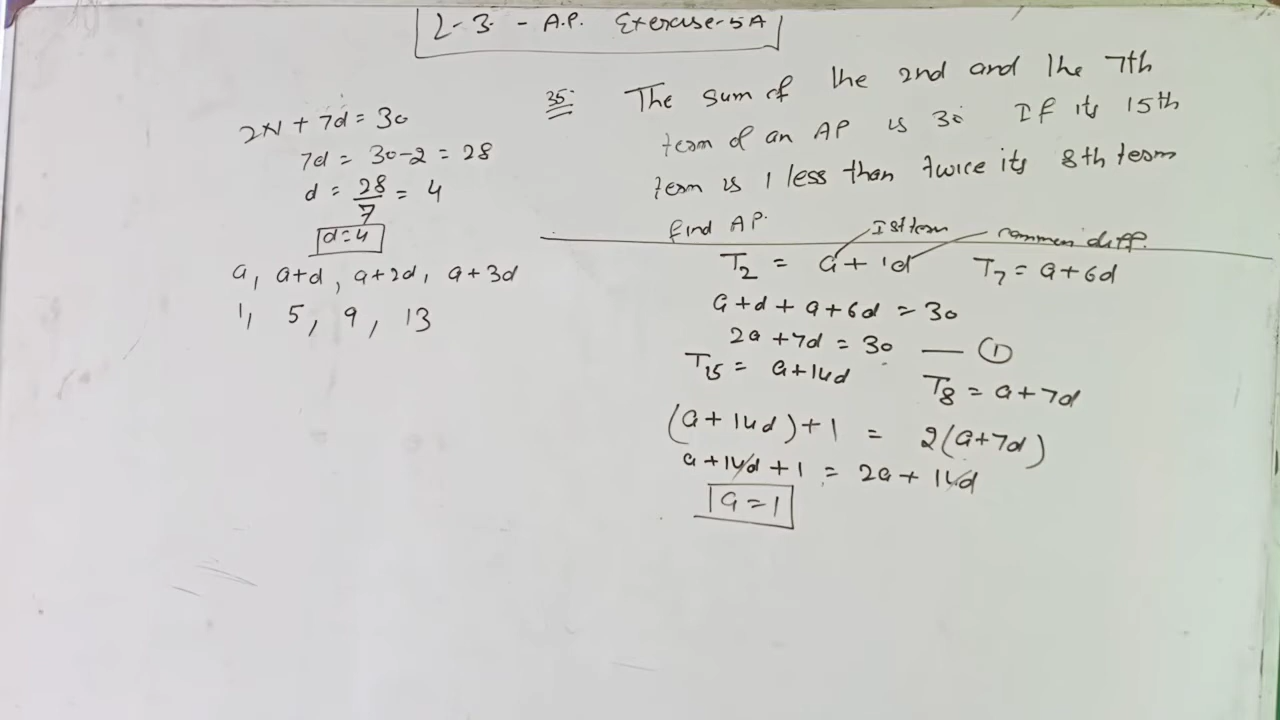 L-3 - A.P. Exercise-5A
35. The sum of the 2nd and the 7th
term of an AP is 30 If its 15th
term is 1 less than twice its 8th term
find AP.
Ist term common diff.
T2 = a + 1d T7 = a + 6d
a + d + a + 6d = 30
2a + 7d = 30 — ①
T15 = a + 14d T8 = a + 7d
(a + 14d) + 1 = 2(a + 7d)
a + 14d + 1 = 2a + 14d
a = 1
2×1 + 7d = 30
7d = 30 - 2 = 28
d = 28/7 = 4
d = 4
a, a+d, a+2d, a+3d
1, 5, 9, 13